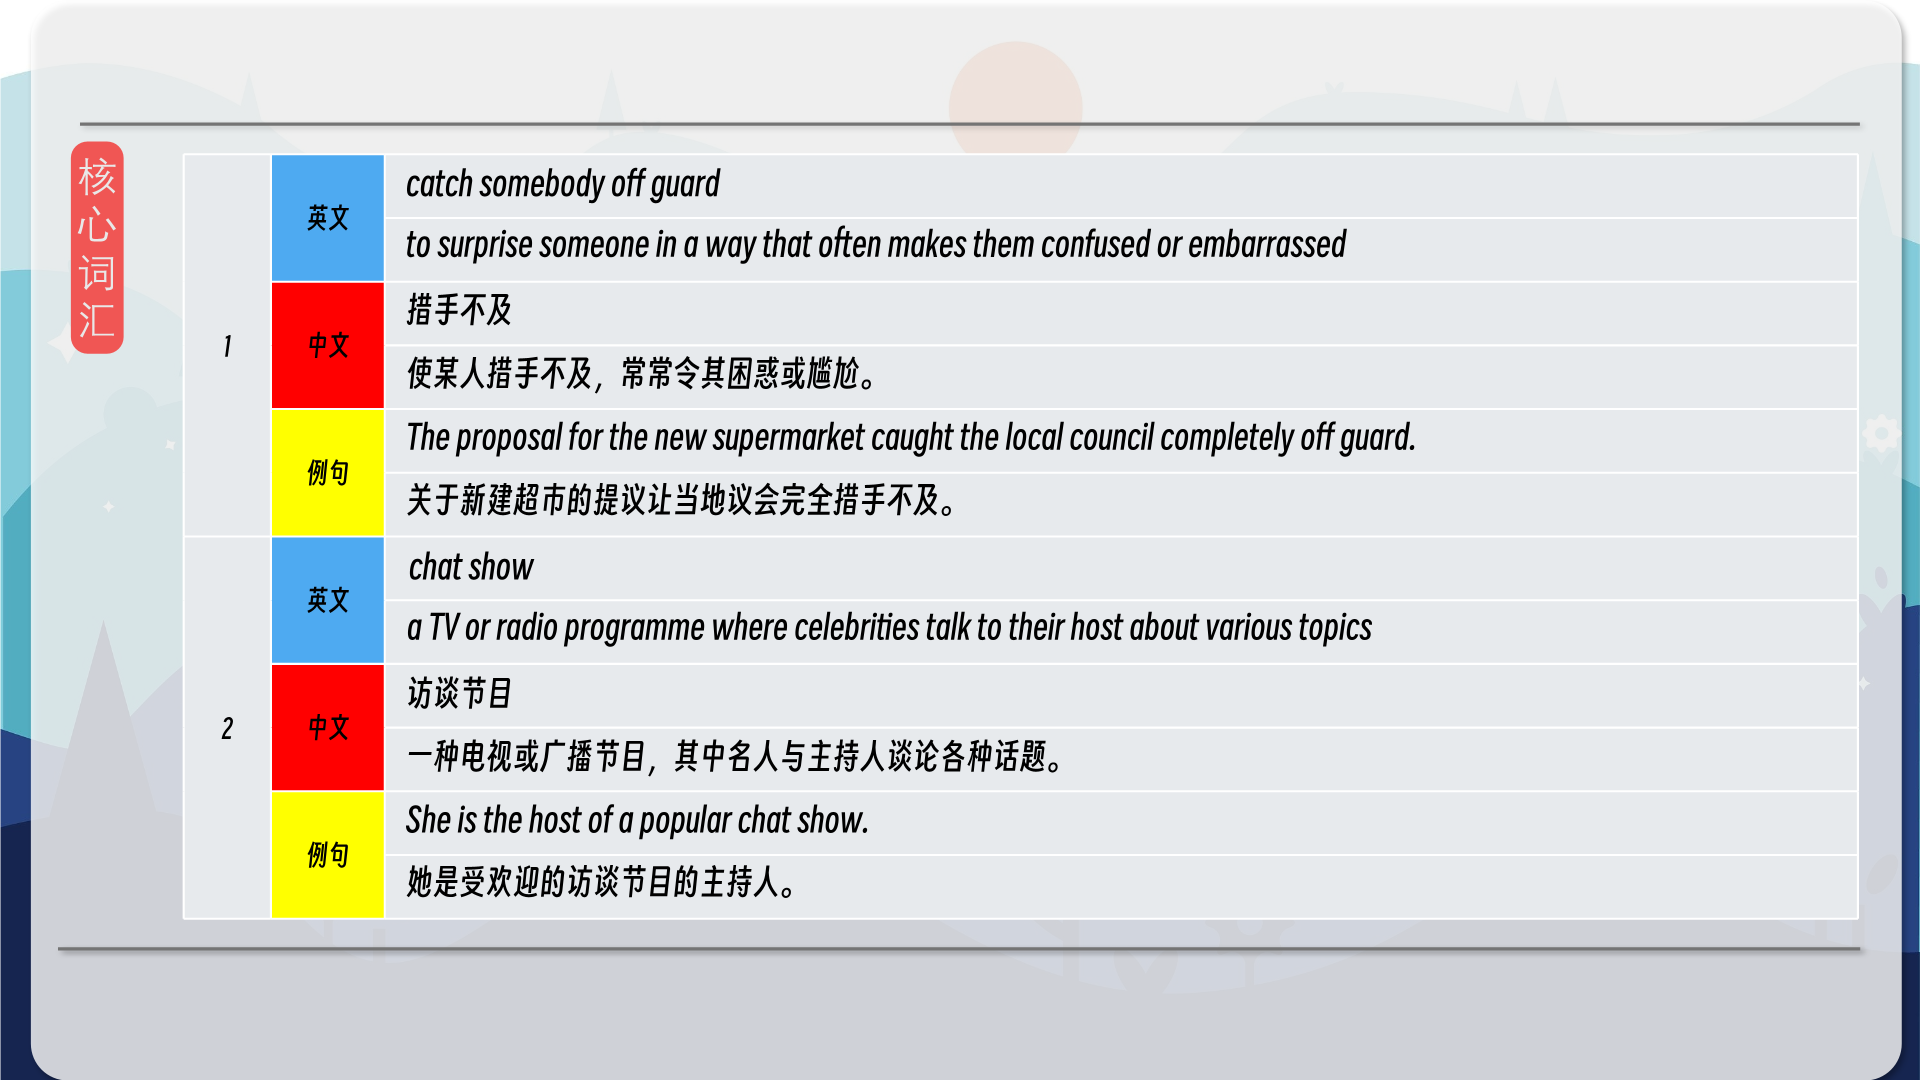 核心词汇
1
英文
catch somebody off guard
to surprise someone in a way that often makes them confused or embarrassed
中文
措手不及
使某人措手不及，常常令其困惑或尴尬。
例句
The proposal for the new supermarket caught the local council completely off guard.
关于新建超市的提议让当地议会完全措手不及。
2
英文
chat show
a TV or radio programme where celebrities talk to their host about various topics
中文
访谈节目
一种电视或广播节目，其中名人与主持人谈论各种话题。
例句
She is the host of a popular chat show.
她是受欢迎的访谈节目的主持人。